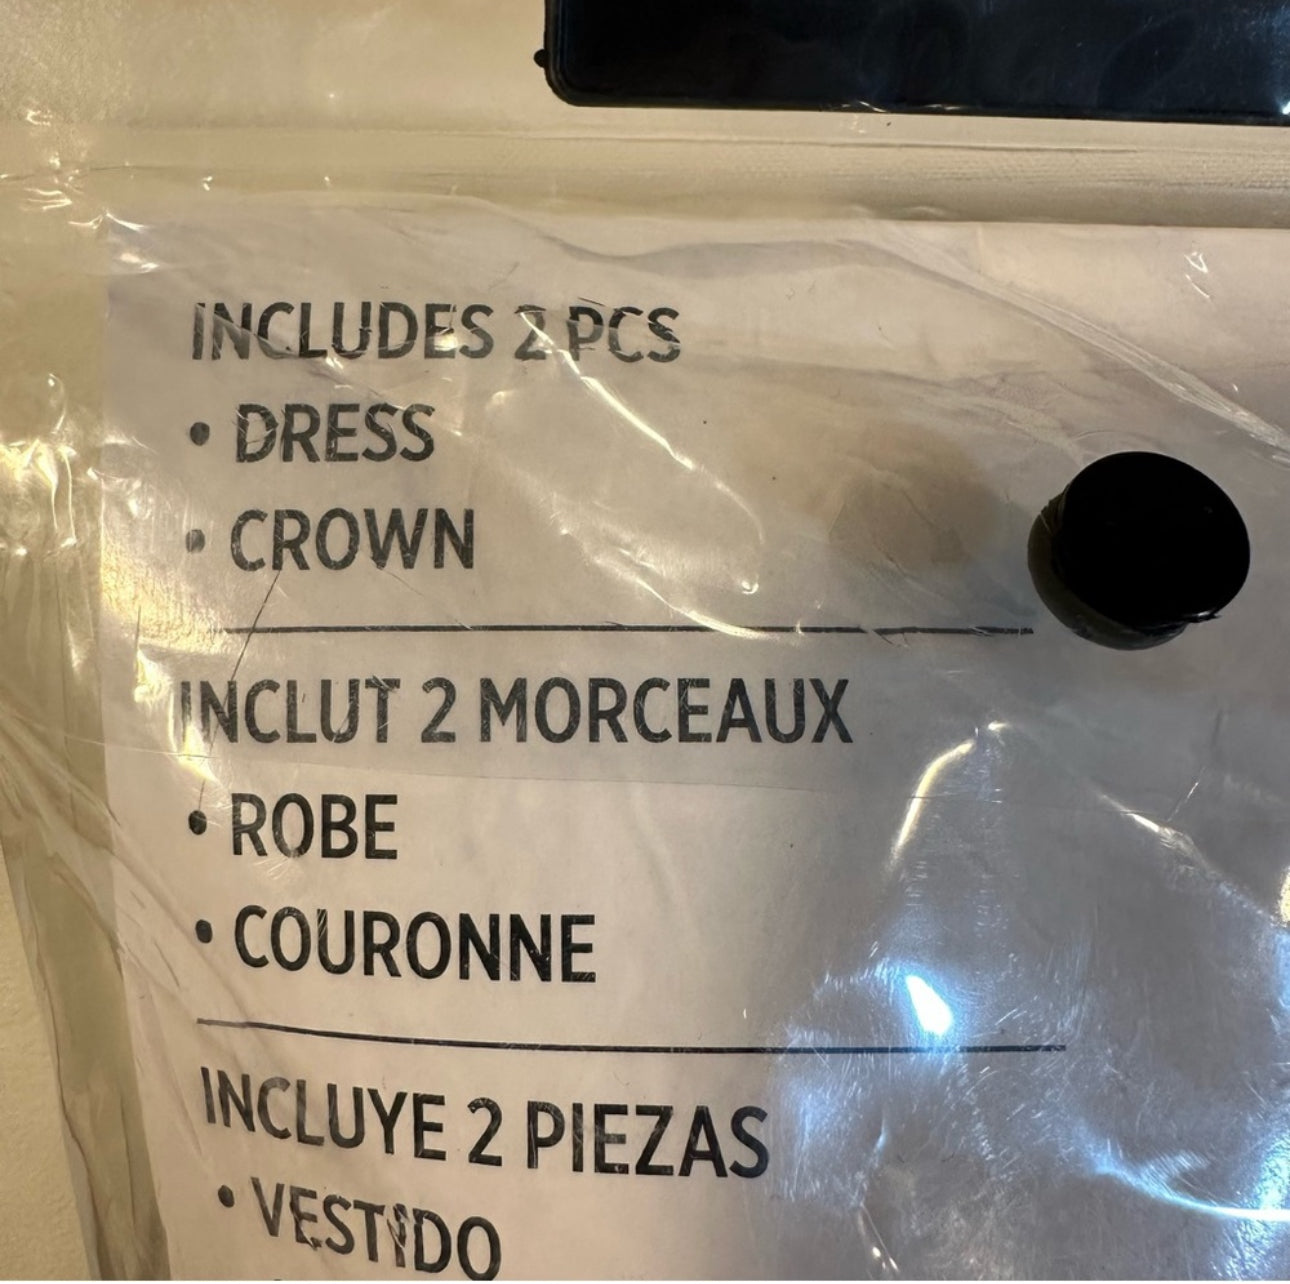 INCLUDES 2 PCS
• DRESS
• CROWN
INCLUT 2 MORCEAUX
• ROBE
• COURONNE
INCLUYE 2 PIEZAS
• VESTIDO